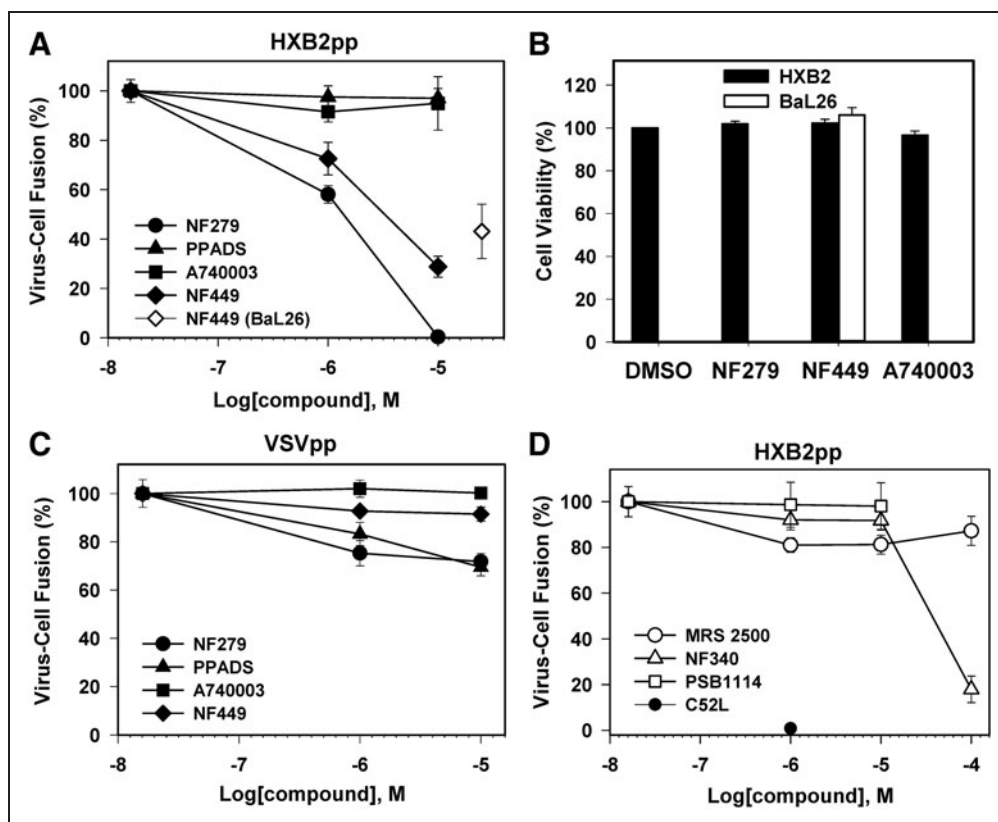 A
HXB2pp
Virus-Cell Fusion (%)
100
80
60
40
20
0
NF279
PPADS
A740003
NF449
NF449 (BaL26)
-8
-7
-6
-5
Log[compound], M
B
Cell Viability (%)
120
100
80
60
40
20
0
HXB2
BaL26
DMSO
NF279
NF449
A740003
C
VSVpp
Virus-Cell Fusion (%)
100
80
60
40
20
0
NF279
PPADS
A740003
NF449
-8
-7
-6
-5
Log[compound], M
D
HXB2pp
Virus-Cell Fusion (%)
100
80
60
40
20
0
MRS 2500
NF340
PSB1114
C52L
-8
-7
-6
-5
-4
Log[compound], M